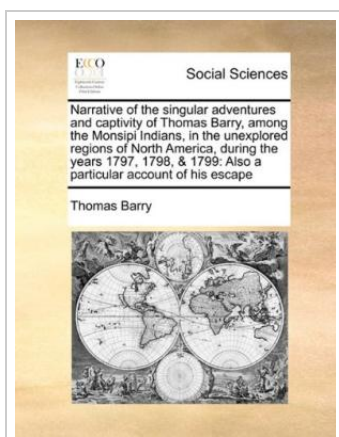 ECCO
Social Sciences
Narrative of the singular adventures
and captivity of Thomas Barry, among
the Monsipi Indians, in the unexplored
regions of North America, during the
years 1797, 1798, & 1799: Also a
particular account of his escape
Thomas Barry